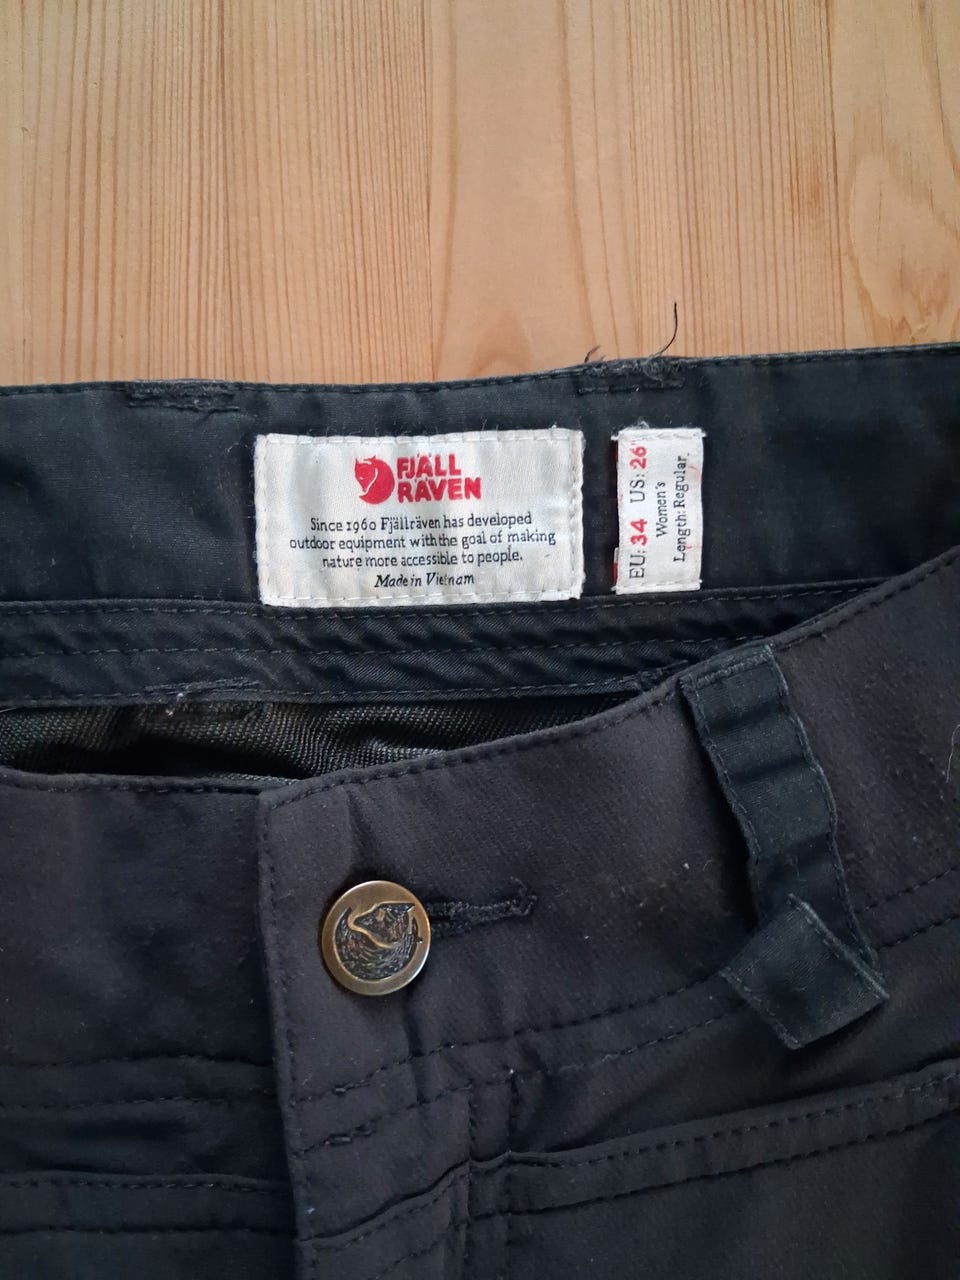 FJÄLL
RÄVEN
Since 1960 Fjällräven has developed
outdoor equipment with the goal of making
nature more accessible to people.
Made in Vietnam
EU: 34 US: 26"
Women's
Length: Regular